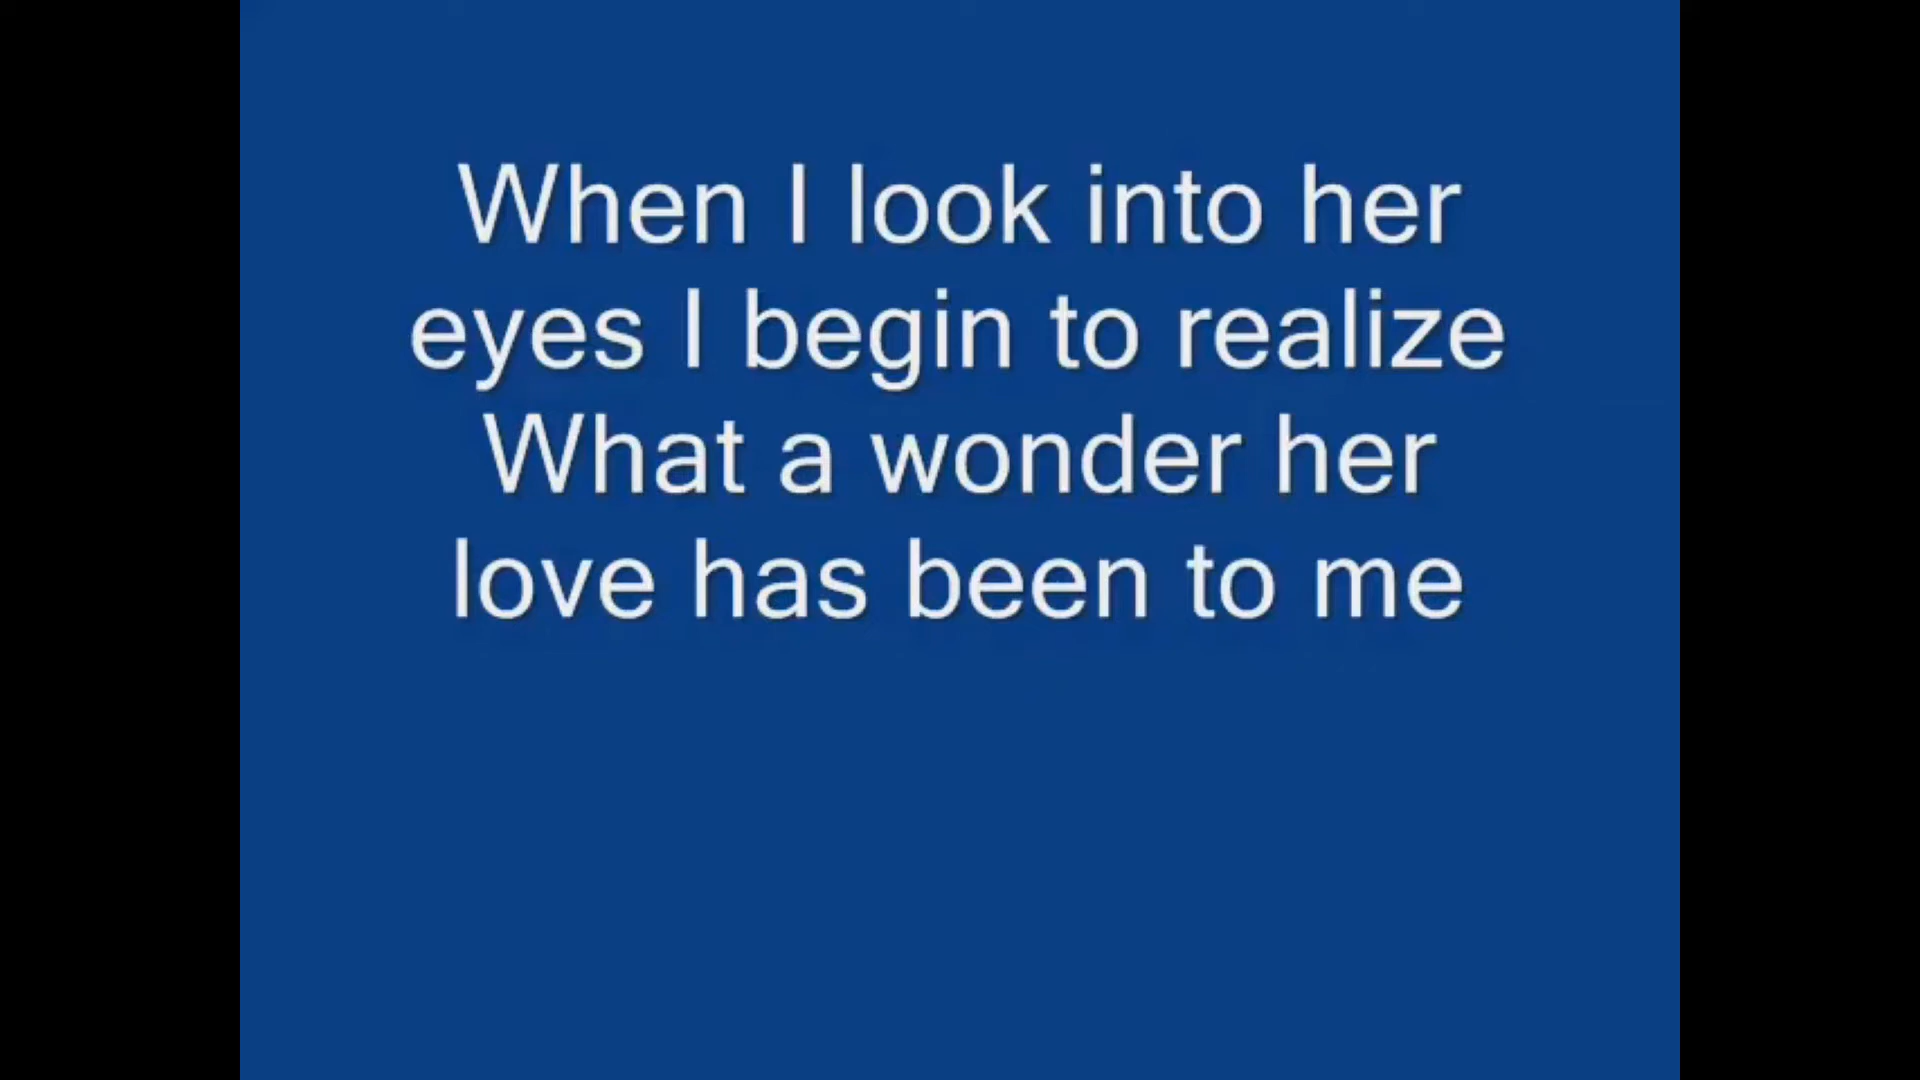 When I look into her
eyes I begin to realize
What a wonder her
love has been to me